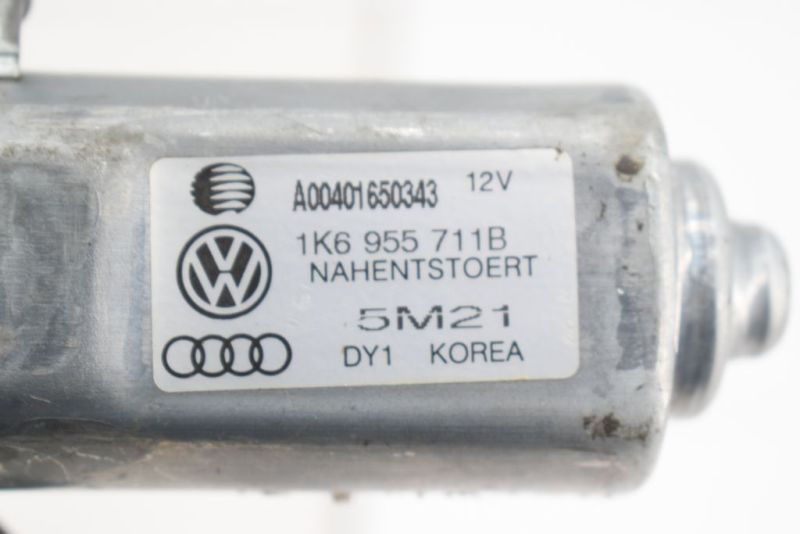 A00401650343 12V
1K6 955 711B
NAHENTSTOERT
5M21
DY1 KOREA